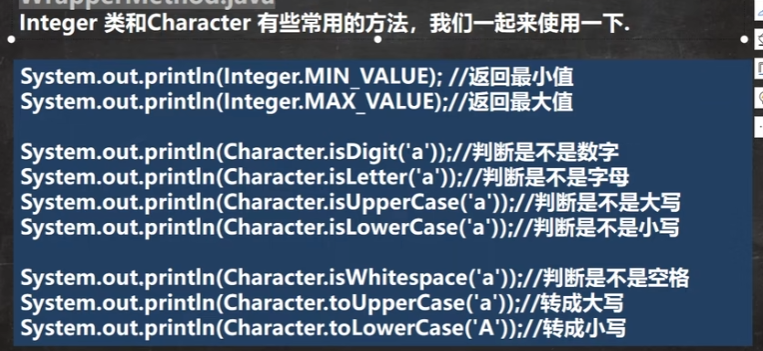 WrapperMethod.java
Integer 类和Character 有些常用的方法，我们一起来使用一下.
System.out.println(Integer.MIN_VALUE); //返回最小值
System.out.println(Integer.MAX_VALUE);//返回最大值
System.out.println(Character.isDigit('a'));//判断是不是数字
System.out.println(Character.isLetter('a'));//判断是不是字母
System.out.println(Character.isUpperCase('a'));//判断是不是大写
System.out.println(Character.isLowerCase('a'));//判断是不是小写
System.out.println(Character.isWhitespace('a'));//判断是不是空格
System.out.println(Character.toUpperCase('a'));//转成大写
System.out.println(Character.toLowerCase('A'));//转成小写